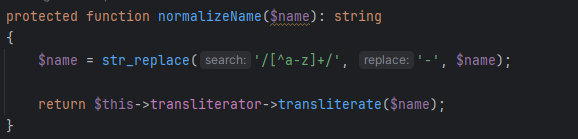 protected function normalizeName($name): string
{
$name = str_replace( search: '/[^a-z]+/', replace: '-', $name);
return $this->transliterator->transliterate($name);
}